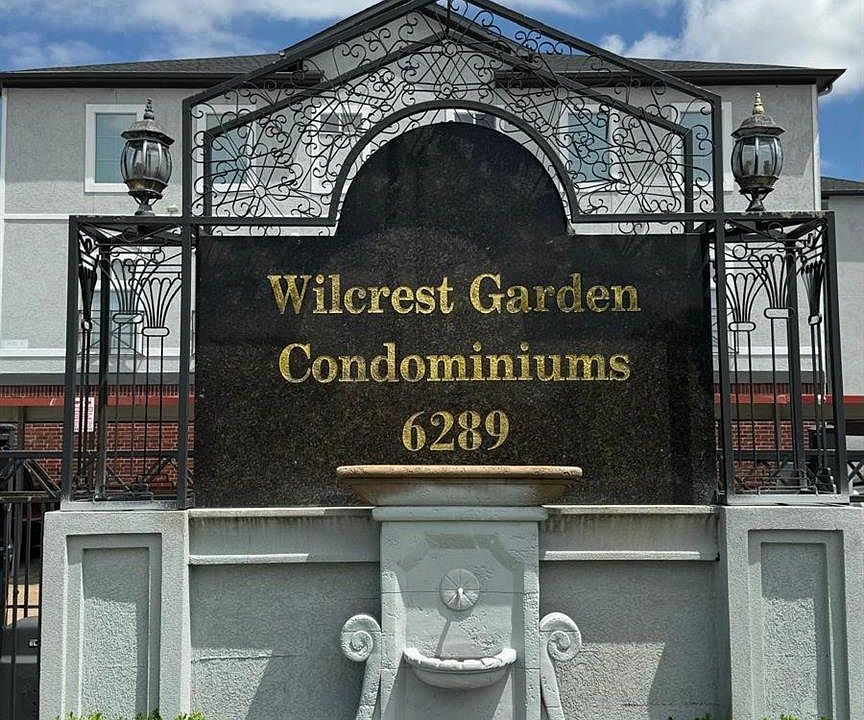 Wilcrest Garden
Condominiums
6289